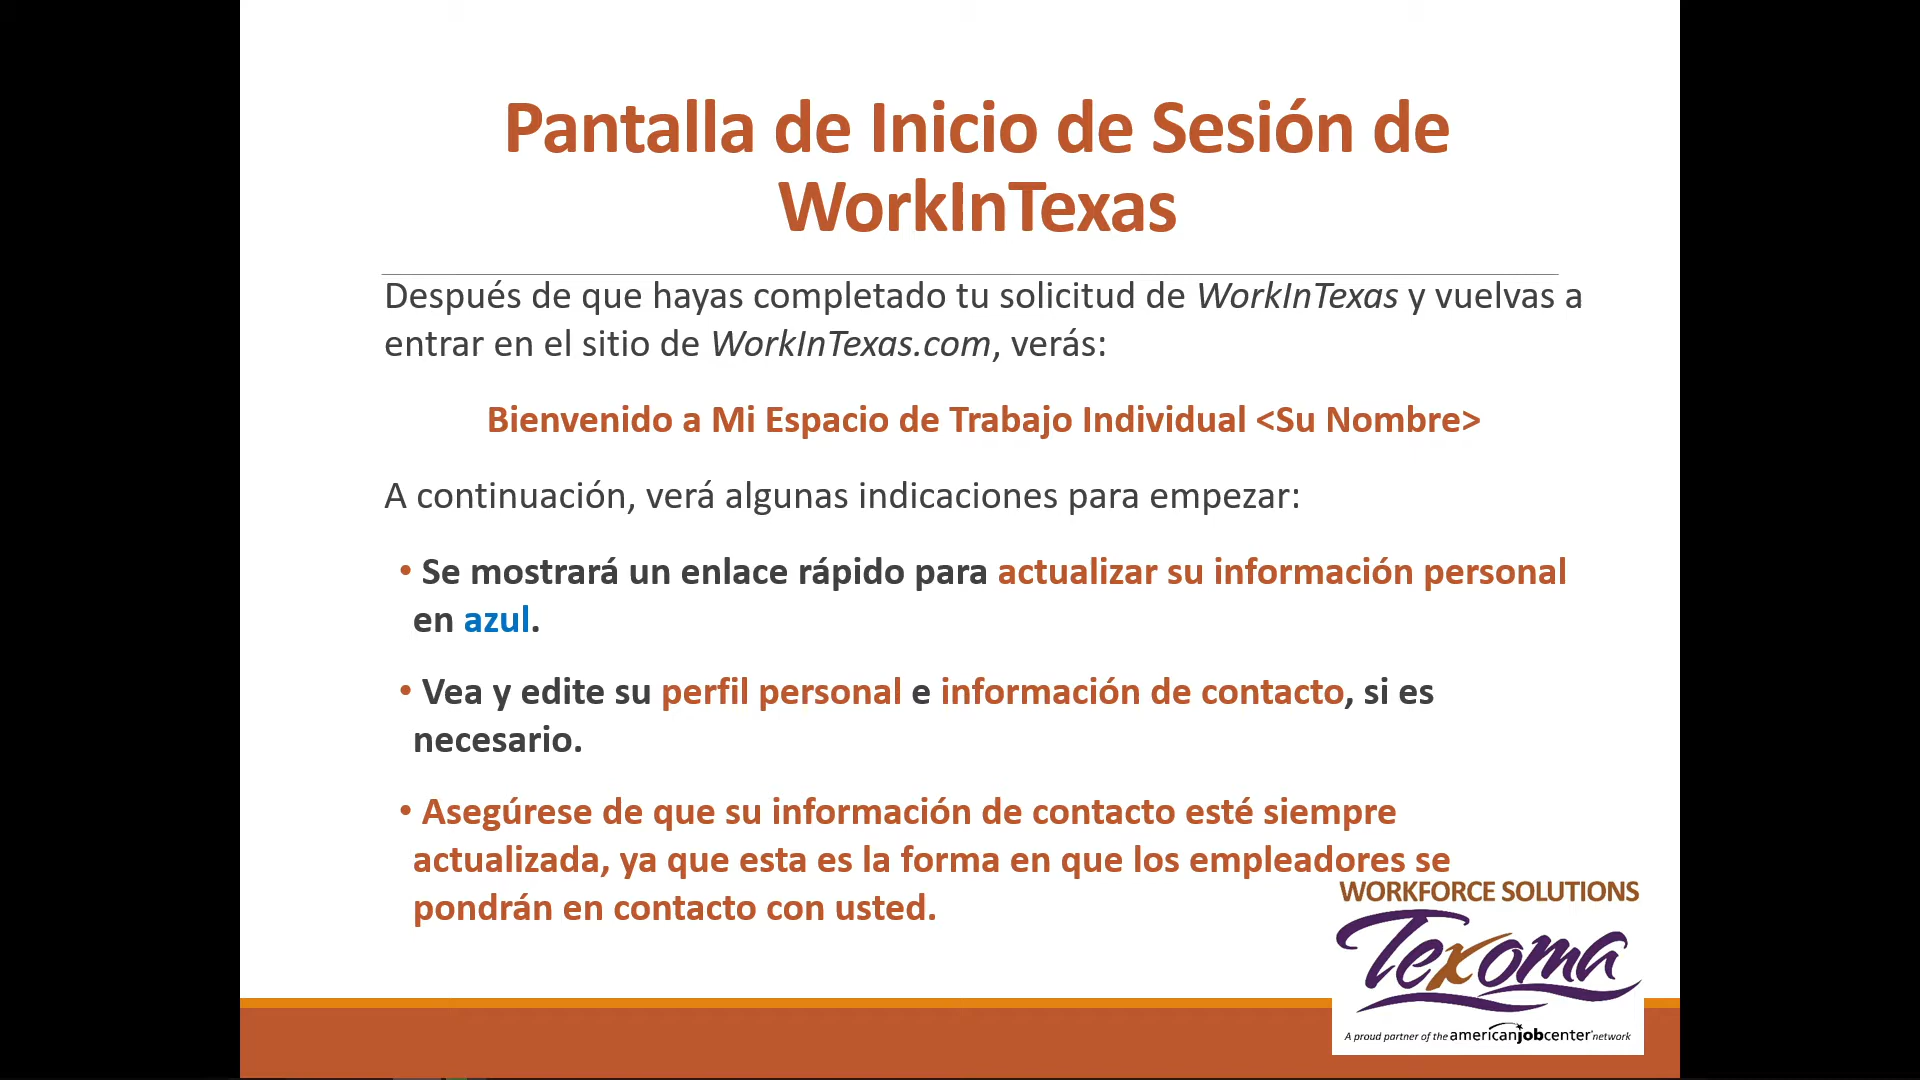 Pantalla de Inicio de Sesión de
WorkInTexas
Después de que hayas completado tu solicitud de WorkInTexas y vuelvas a
entrar en el sitio de WorkInTexas.com, verás:
Bienvenido a Mi Espacio de Trabajo Individual <Su Nombre>
A continuación, verá algunas indicaciones para empezar:
• Se mostrará un enlace rápido para actualizar su información personal
en azul.
• Vea y edite su perfil personal e información de contacto, si es
necesario.
• Asegúrese de que su información de contacto esté siempre
actualizada, ya que esta es la forma en que los empleadores se
pondrán en contacto con usted.
WORKFORCE SOLUTIONS
Texoma
A proud partner of the americanjobcenter network